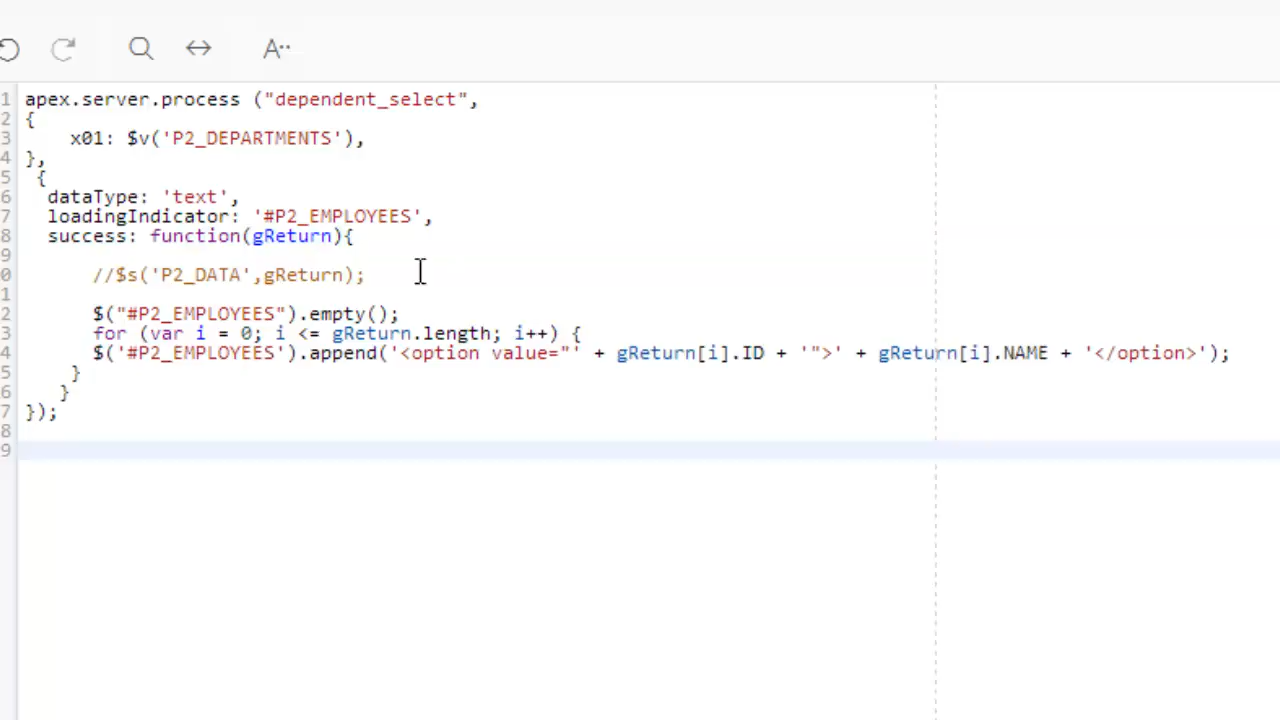 A
1 apex.server.process ("dependent_select",
2 {
3     x01: $v('P2_DEPARTMENTS'),
4 },
5  {
6   dataType: 'text',
7   loadingIndicator: '#P2_EMPLOYEES',
8   success: function(gReturn){
9
0       //$s('P2_DATA',gReturn);
1
2       $("#P2_EMPLOYEES").empty();
3       for (var i = 0; i <= gReturn.length; i++) {
4       $('#P2_EMPLOYEES').append('<option value="' + gReturn[i].ID + '">' + gReturn[i].NAME + '</option>');
5     }
6    }
7 });
8
9